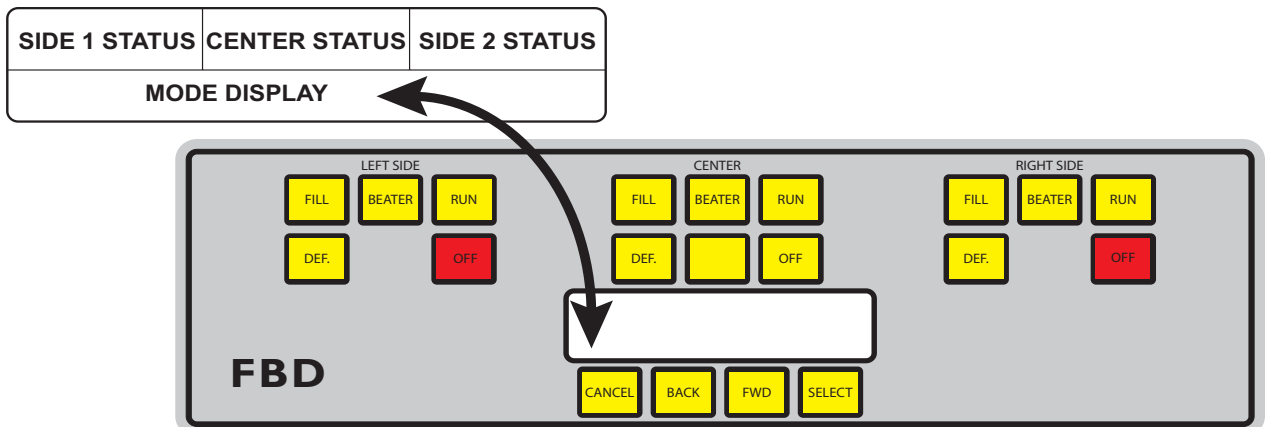 SIDE 1 STATUS CENTER STATUS SIDE 2 STATUS
MODE DISPLAY
LEFT SIDE CENTER RIGHT SIDE
FILL BEATER RUN FILL BEATER RUN FILL BEATER RUN
DEF. OFF DEF. OFF DEF. OFF
FBD
CANCEL BACK FWD SELECT